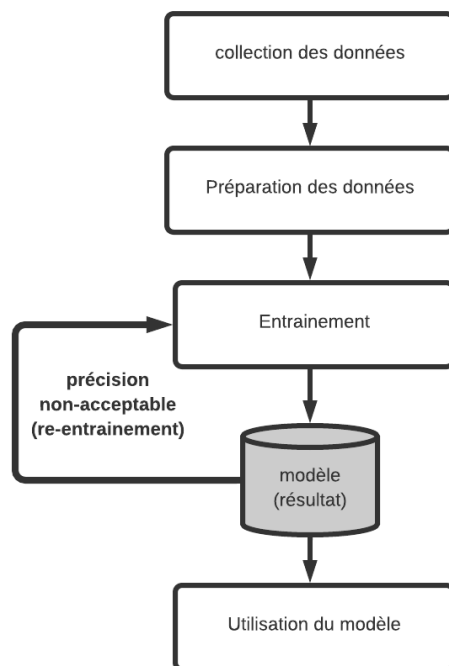 collection des données
Préparation des données
Entrainement
précision
non-acceptable
(re-entrainement)
modèle
(résultat)
Utilisation du modèle